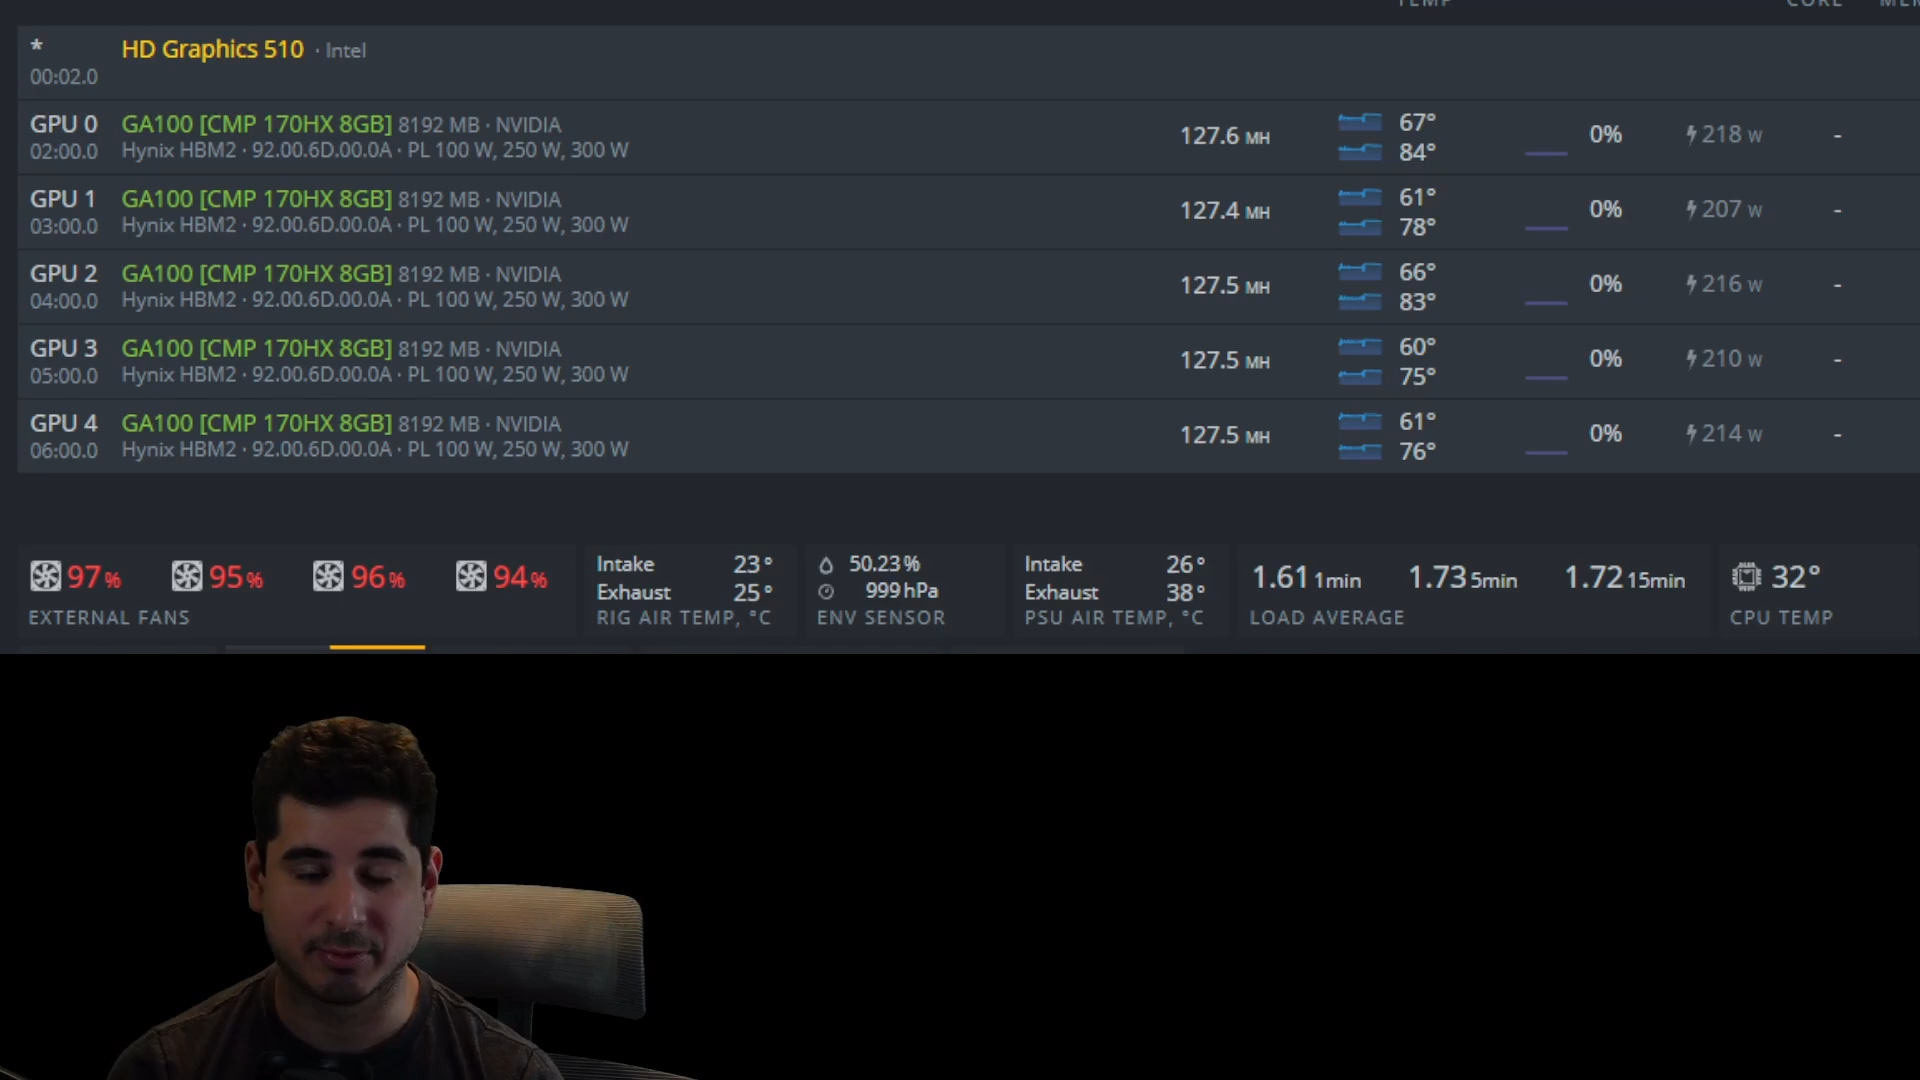 TEMP CORE MEM
* HD Graphics 510 · Intel
00:02.0
GPU 0 GA100 [CMP 170HX 8GB] 8192 MB · NVIDIA 127.6 MH 67° 0% 218 W -
02:00.0 Hynix HBM2 · 92.00.6D.00.0A · PL 100 W, 250 W, 300 W 84°
GPU 1 GA100 [CMP 170HX 8GB] 8192 MB · NVIDIA 127.4 MH 61° 0% 207 W -
03:00.0 Hynix HBM2 · 92.00.6D.00.0A · PL 100 W, 250 W, 300 W 78°
GPU 2 GA100 [CMP 170HX 8GB] 8192 MB · NVIDIA 127.5 MH 66° 0% 216 W -
04:00.0 Hynix HBM2 · 92.00.6D.00.0A · PL 100 W, 250 W, 300 W 83°
GPU 3 GA100 [CMP 170HX 8GB] 8192 MB · NVIDIA 127.5 MH 60° 0% 210 W -
05:00.0 Hynix HBM2 · 92.00.6D.00.0A · PL 100 W, 250 W, 300 W 75°
GPU 4 GA100 [CMP 170HX 8GB] 8192 MB · NVIDIA 127.5 MH 61° 0% 214 W -
06:00.0 Hynix HBM2 · 92.00.6D.00.0A · PL 100 W, 250 W, 300 W 76°
97% 95% 96% 94%
EXTERNAL FANS
Intake 23°
Exhaust 25°
RIG AIR TEMP, °C
50.23%
999 hPa
ENV SENSOR
Intake 26°
Exhaust 38°
PSU AIR TEMP, °C
1.61 1min 1.73 5min 1.72 15min
LOAD AVERAGE
32°
CPU TEMP